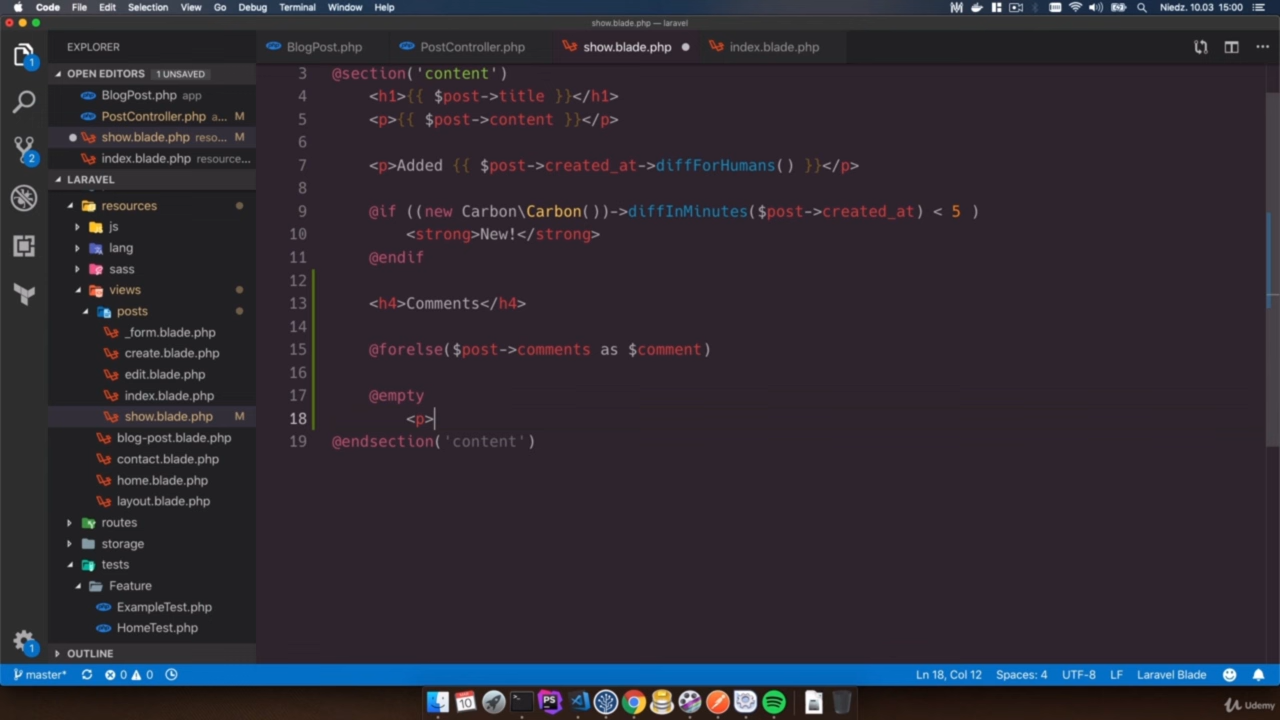 Code File Edit Selection View Go Debug Terminal Window Help Niedz. 10.03 15:00
show.blade.php — laravel
EXPLORER
BlogPost.php PostController.php show.blade.php index.blade.php
OPEN EDITORS 1 UNSAVED
BlogPost.php app
PostController.php a... M
show.blade.php reso... M
index.blade.php resource...
LARAVEL
resources
js
lang
sass
views
posts
_form.blade.php
create.blade.php
edit.blade.php
index.blade.php
show.blade.php M
blog-post.blade.php
contact.blade.php
home.blade.php
layout.blade.php
routes
storage
tests
Feature
ExampleTest.php
HomeTest.php
OUTLINE
1
2
1
3 @section('content')
4 <h1>{{ $post->title }}</h1>
5 <p>{{ $post->content }}</p>
6
7 <p>Added {{ $post->created_at->diffForHumans() }}</p>
8
9 @if ((new Carbon\Carbon())->diffInMinutes($post->created_at) < 5 )
10 <strong>New!</strong>
11 @endif
12
13 <h4>Comments</h4>
14
15 @forelse($post->comments as $comment)
16
17 @empty
18 <p>
19 @endsection('content')
master* 0 0 Ln 18, Col 12 Spaces: 4 UTF-8 LF Laravel Blade
10
PS
Udemy